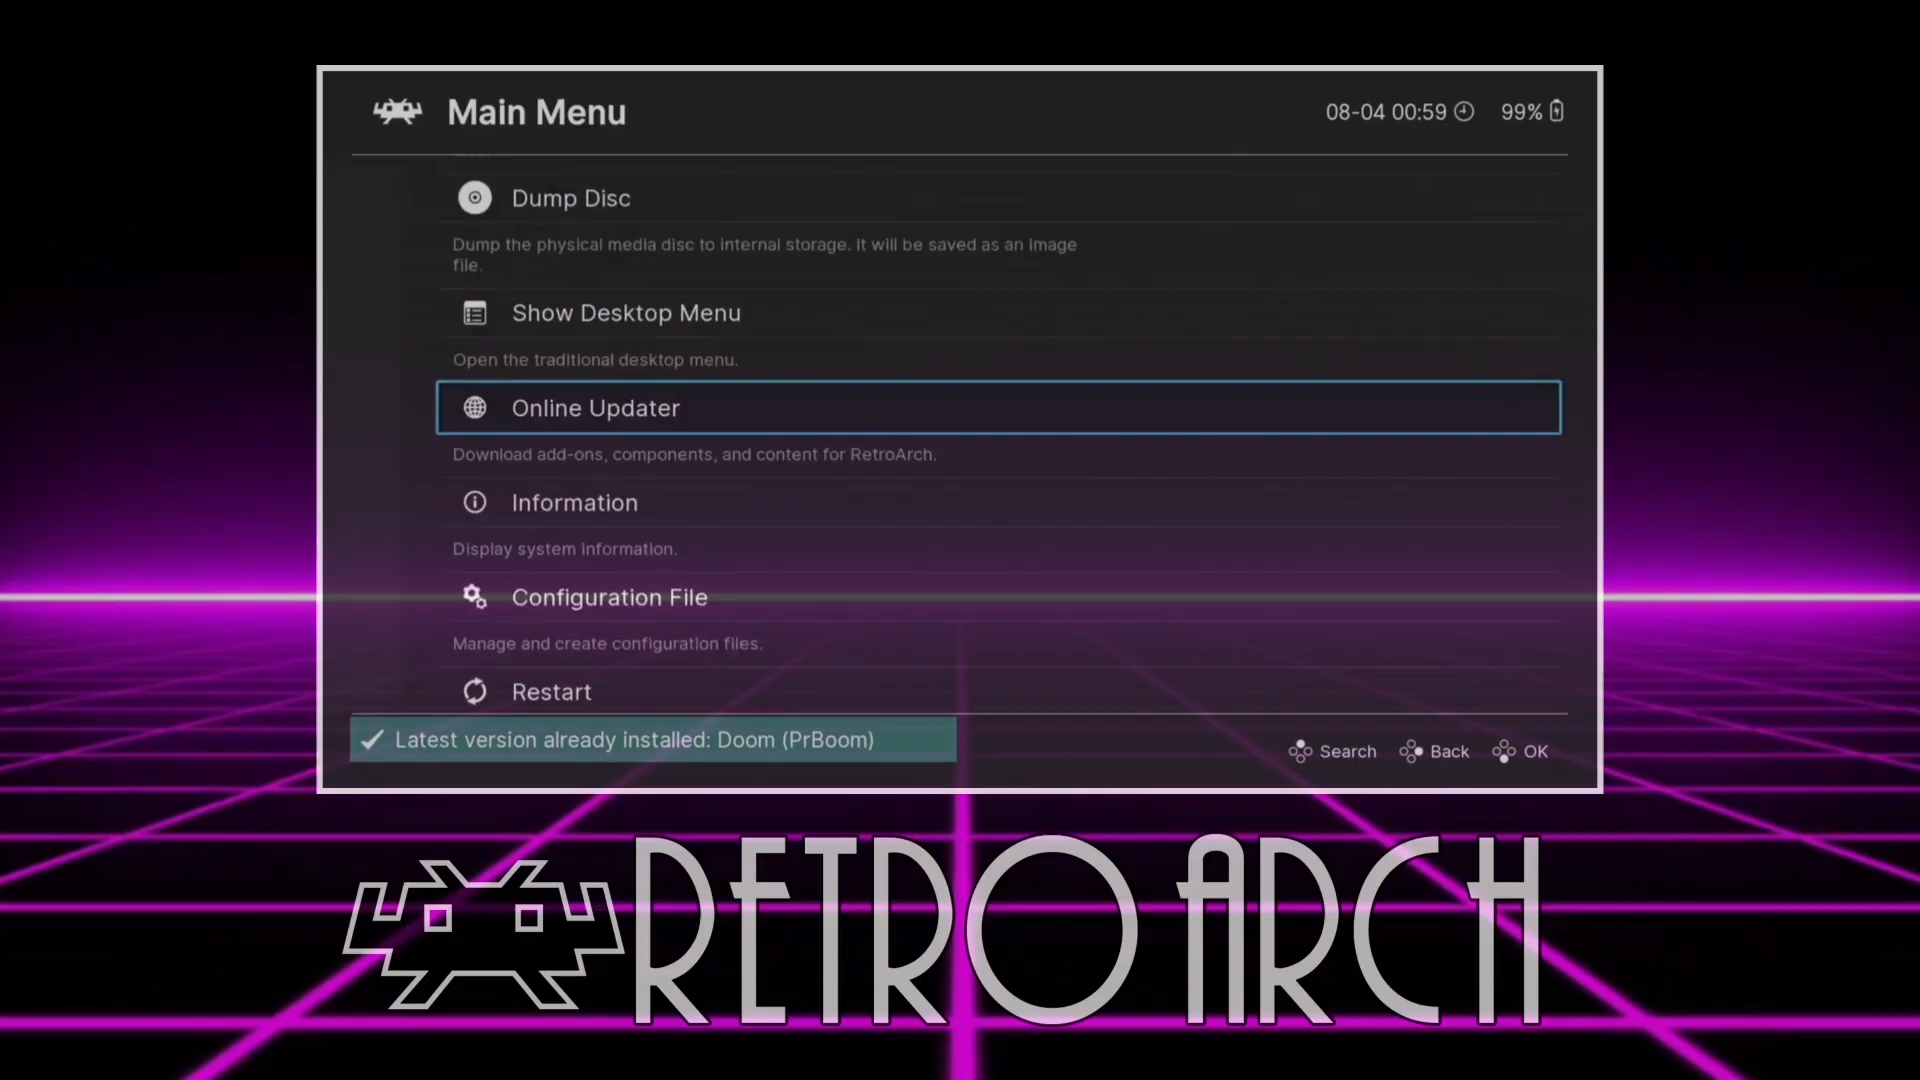 Main Menu
08-04 00:59
99%
Dump Disc
Dump the physical media disc to internal storage. It will be saved as an image
file.
Show Desktop Menu
Open the traditional desktop menu.
Online Updater
Download add-ons, components, and content for RetroArch.
Information
Display system information.
Configuration File
Manage and create configuration files.
Restart
Latest version already installed: Doom (PrBoom)
Search
Back
OK
RETROARCH